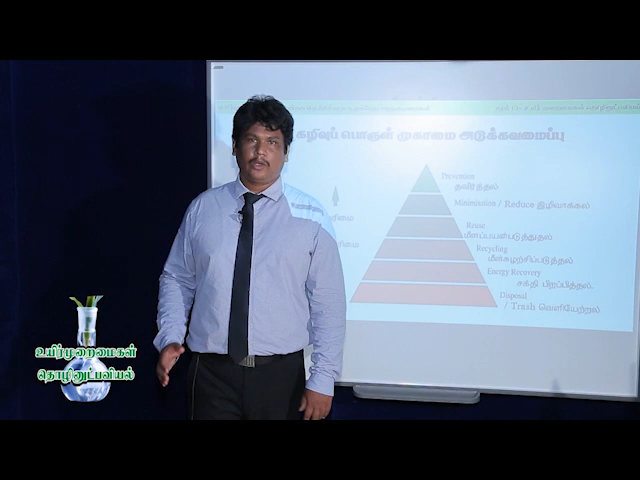 கழிவுப் பொருள் முகாமை அடுக்கவமைப்பு
Prevention
தவிர்த்தல்
Minimisation / Reduce இழிவாக்கல்
Reuse
மீளப்பயன்படுத்துதல்
Recycling
மீள்சுழற்சிப்படுத்தல்
Energy Recovery
சக்தி பிறப்பித்தல்
Disposal
/ Trash வெளியேற்றல்
உயிர்முறைமைகள்
தொழினுட்பவியல்